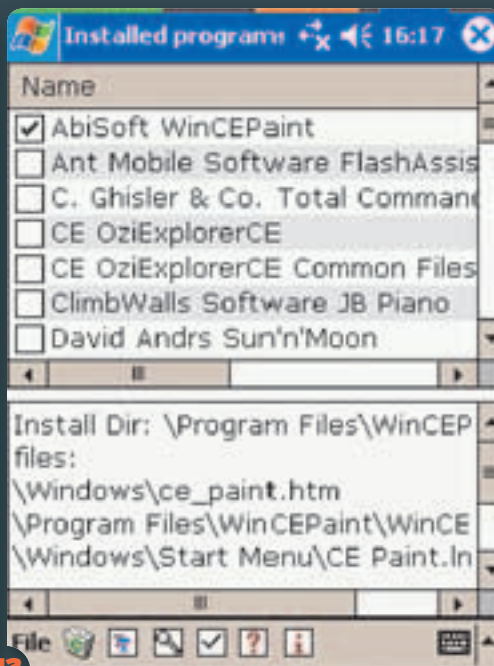 Installed programs 16:17
Name
AbiSoft WinCEPaint
Ant Mobile Software FlashAssis
C. Ghisler & Co. Total Command
CE OziExplorerCE
CE OziExplorerCE Common Files
ClimbWalls Software JB Piano
David Andrs Sun'n'Moon
Install Dir: \Program Files\WinCEP
files:
\Windows\ce_paint.htm
\Program Files\WinCEPaint\WinCE
\Windows\Start Menu\CE Paint.ln
File